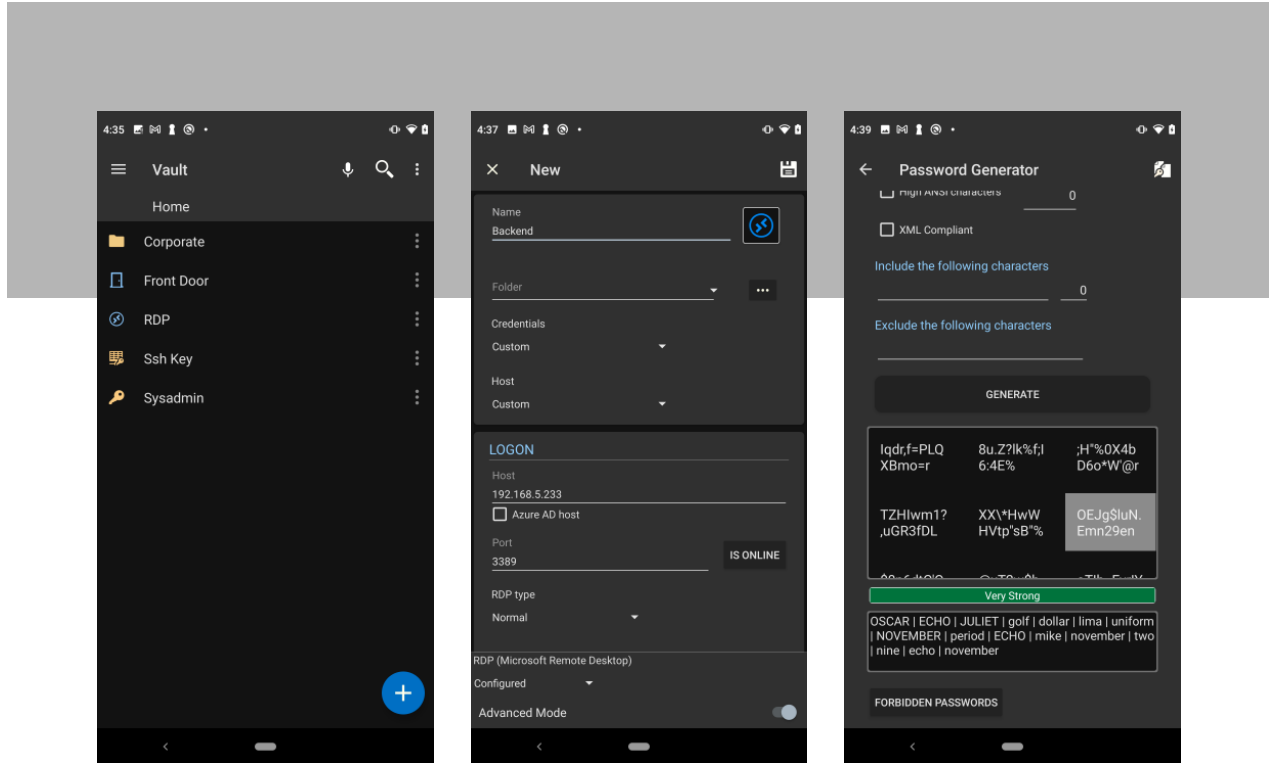 4:35
Vault
Home
Corporate
Front Door
RDP
Ssh Key
Sysadmin
4:37
New
Name
Backend
Folder
Credentials
Custom
Host
Custom
LOGON
Host
192.168.5.233
Azure AD host
Port
3389
IS ONLINE
RDP type
Normal
RDP (Microsoft Remote Desktop)
Configured
Advanced Mode
4:39
Password Generator
High ANSI characters
0
XML Compliant
Include the following characters
0
Exclude the following characters
GENERATE
Iqdr,f=PLQ 8u.Z?lk%f;I ;H"%0X4b
XBmo=r 6:4E% D6o*W'@r
TZHIwm1? XX\*HwW OEJg$luN.
,uGR3fDL HVtp"sB"% Emn29en
Very Strong
OSCAR | ECHO | JULIET | golf | dollar | lima | uniform
| NOVEMBER | period | ECHO | mike | november | two
| nine | echo | november
FORBIDDEN PASSWORDS